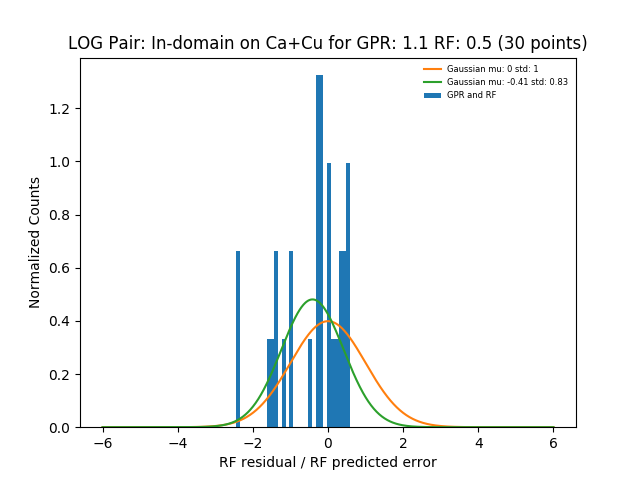 LOG Pair: In-domain on Ca+Cu for GPR: 1.1 RF: 0.5 (30 points)
Gaussian mu: 0 std: 1
Gaussian mu: -0.41 std: 0.83
GPR and RF
Normalized Counts
1.2
1.0
0.8
0.6
0.4
0.2
0.0
−6 −4 −2 0 2 4 6
RF residual / RF predicted error